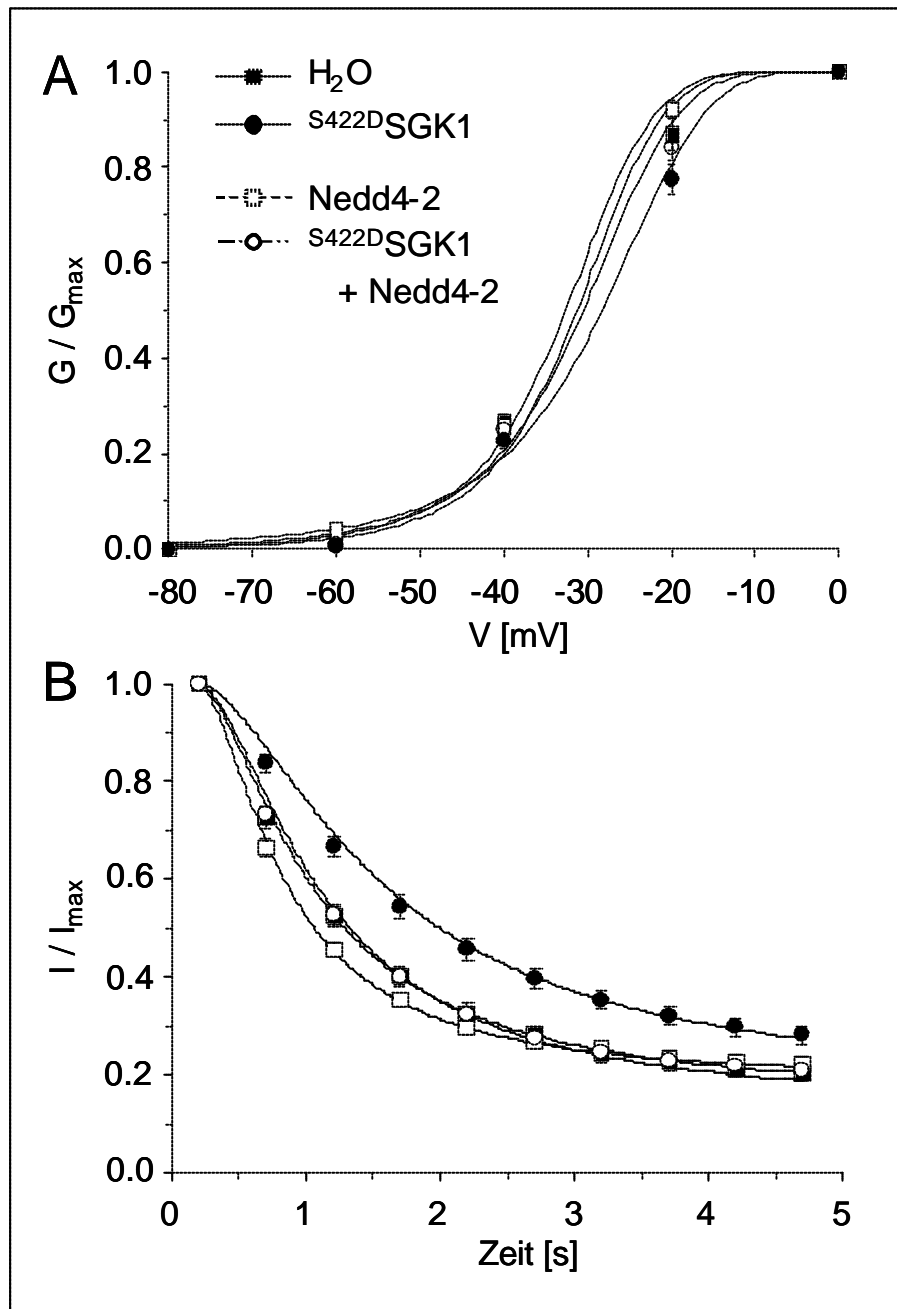 A
H₂O
S422DSGK1
Nedd4-2
S422DSGK1
+ Nedd4-2
G / Gmax
1.0
0.8
0.6
0.4
0.2
0.0
-80 -70 -60 -50 -40 -30 -20 -10 0
V [mV]
B
I / Imax
1.0
0.8
0.6
0.4
0.2
0.0
0 1 2 3 4 5
Zeit [s]